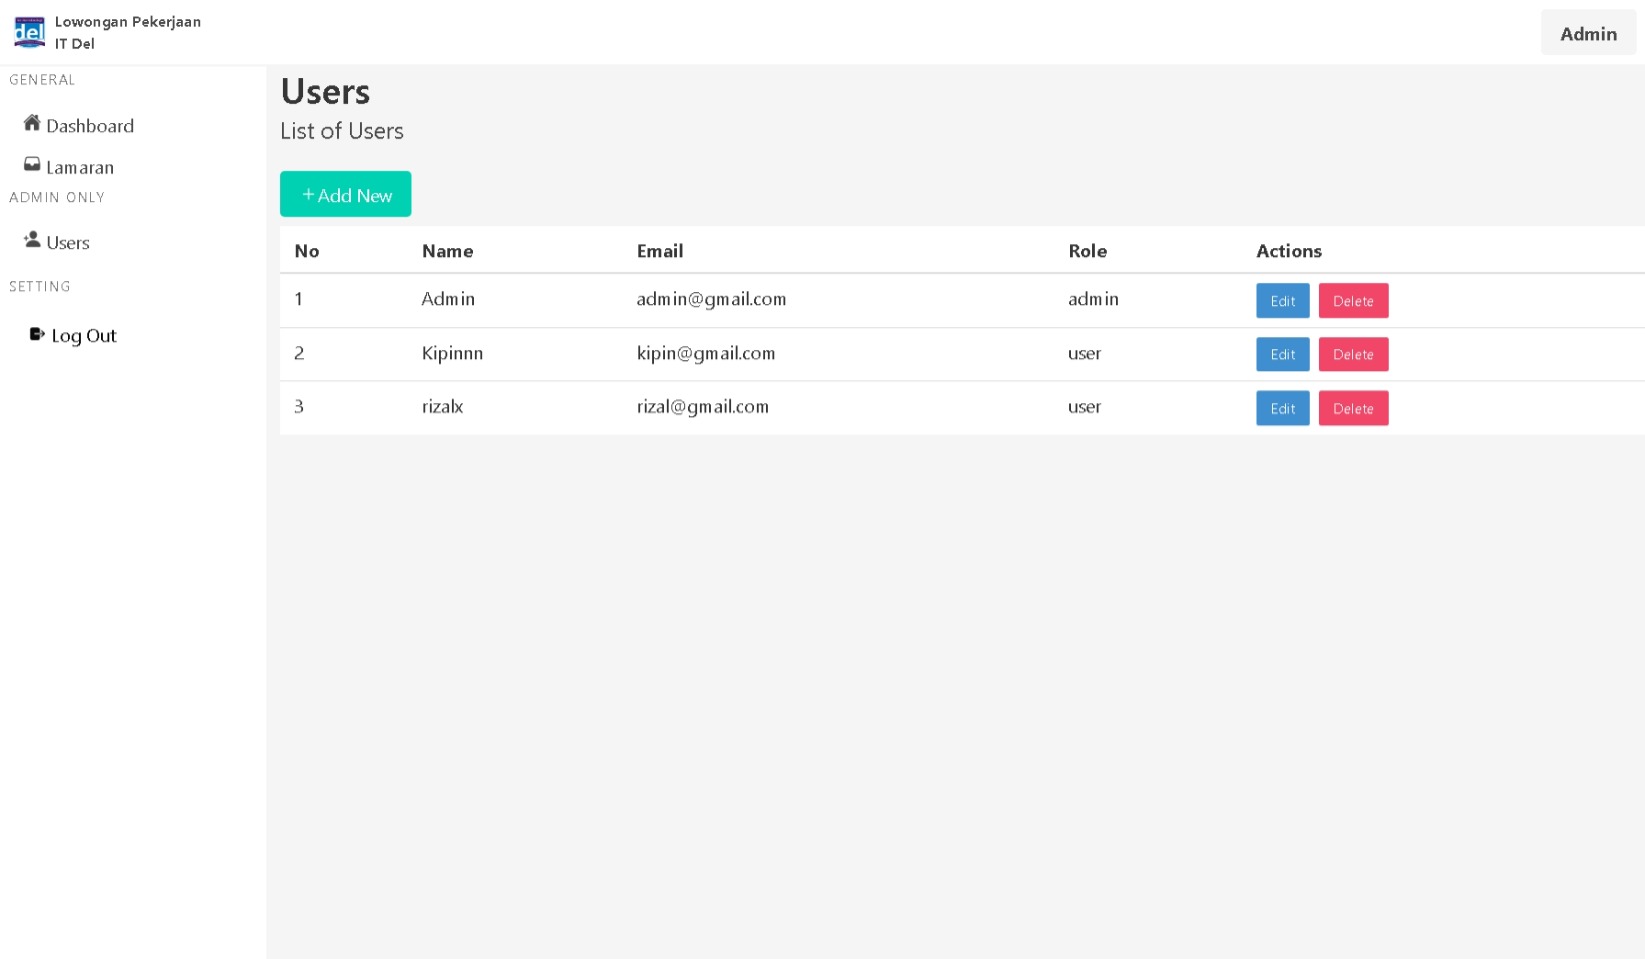 del
Lowongan Pekerjaan
IT Del
Admin
GENERAL
Dashboard
Lamaran
ADMIN ONLY
Users
SETTING
Log Out
Users
List of Users
+Add New
No Name Email Role Actions
1 Admin admin@gmail.com admin Edit Delete
2 Kipinnn kipin@gmail.com user Edit Delete
3 rizalx rizal@gmail.com user Edit Delete